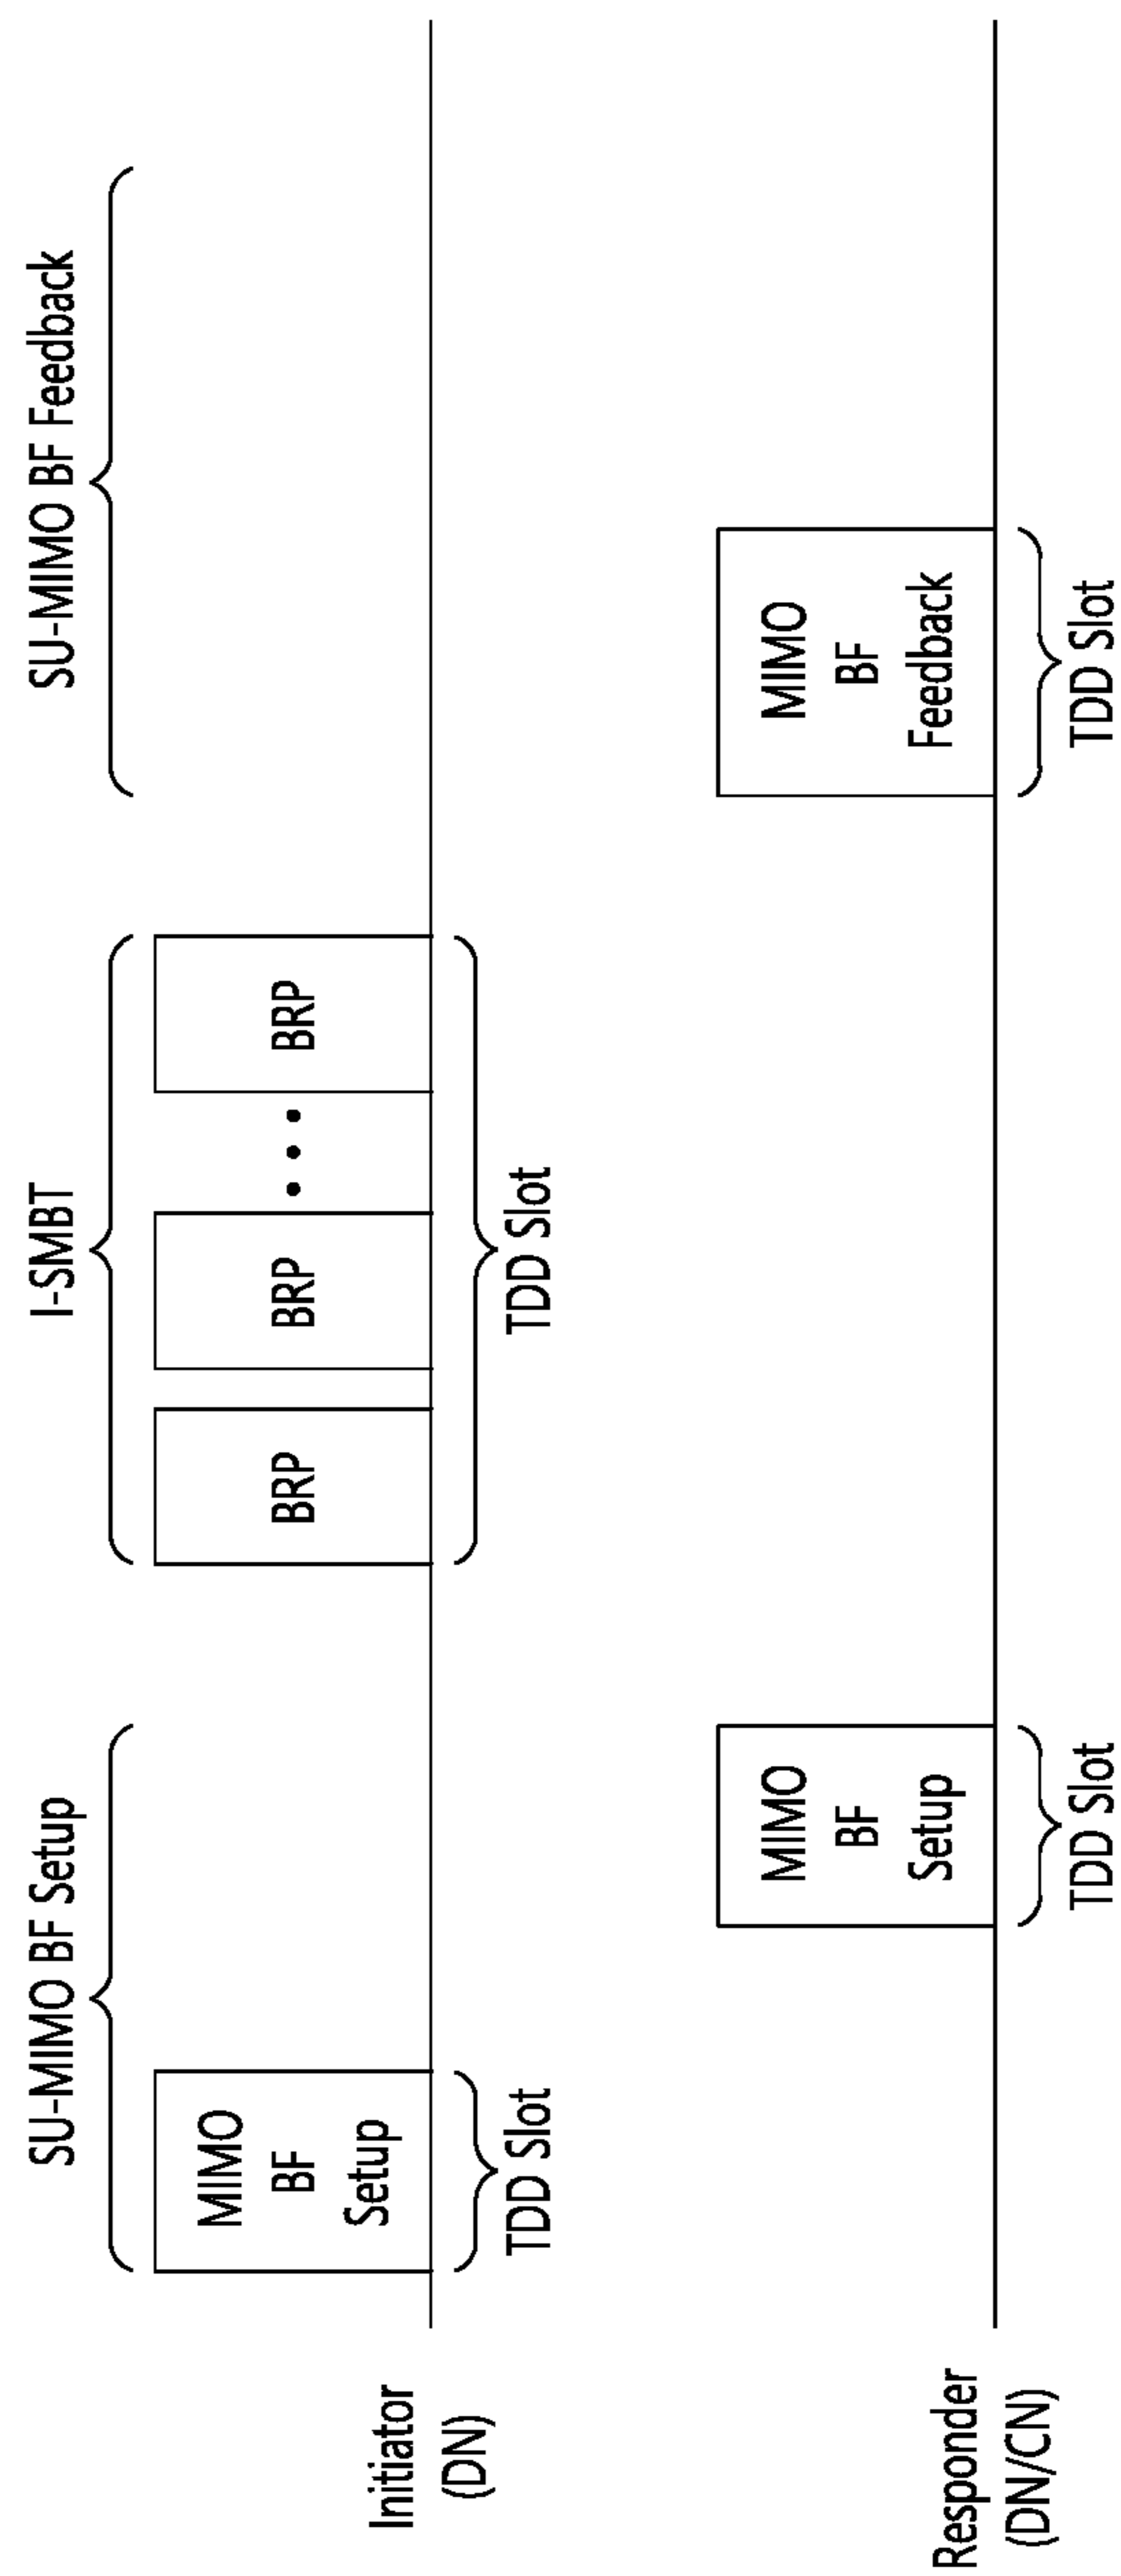 SU-MIMO BF Setup
I-SMBT
SU-MIMO BF Feedback
Initiator
(DN)
MIMO
BF
Setup
BRP
BRP
• • •
BRP
TDD Slot
TDD Slot
Responder
(DN/CN)
MIMO
BF
Setup
MIMO
BF
Feedback
TDD Slot
TDD Slot